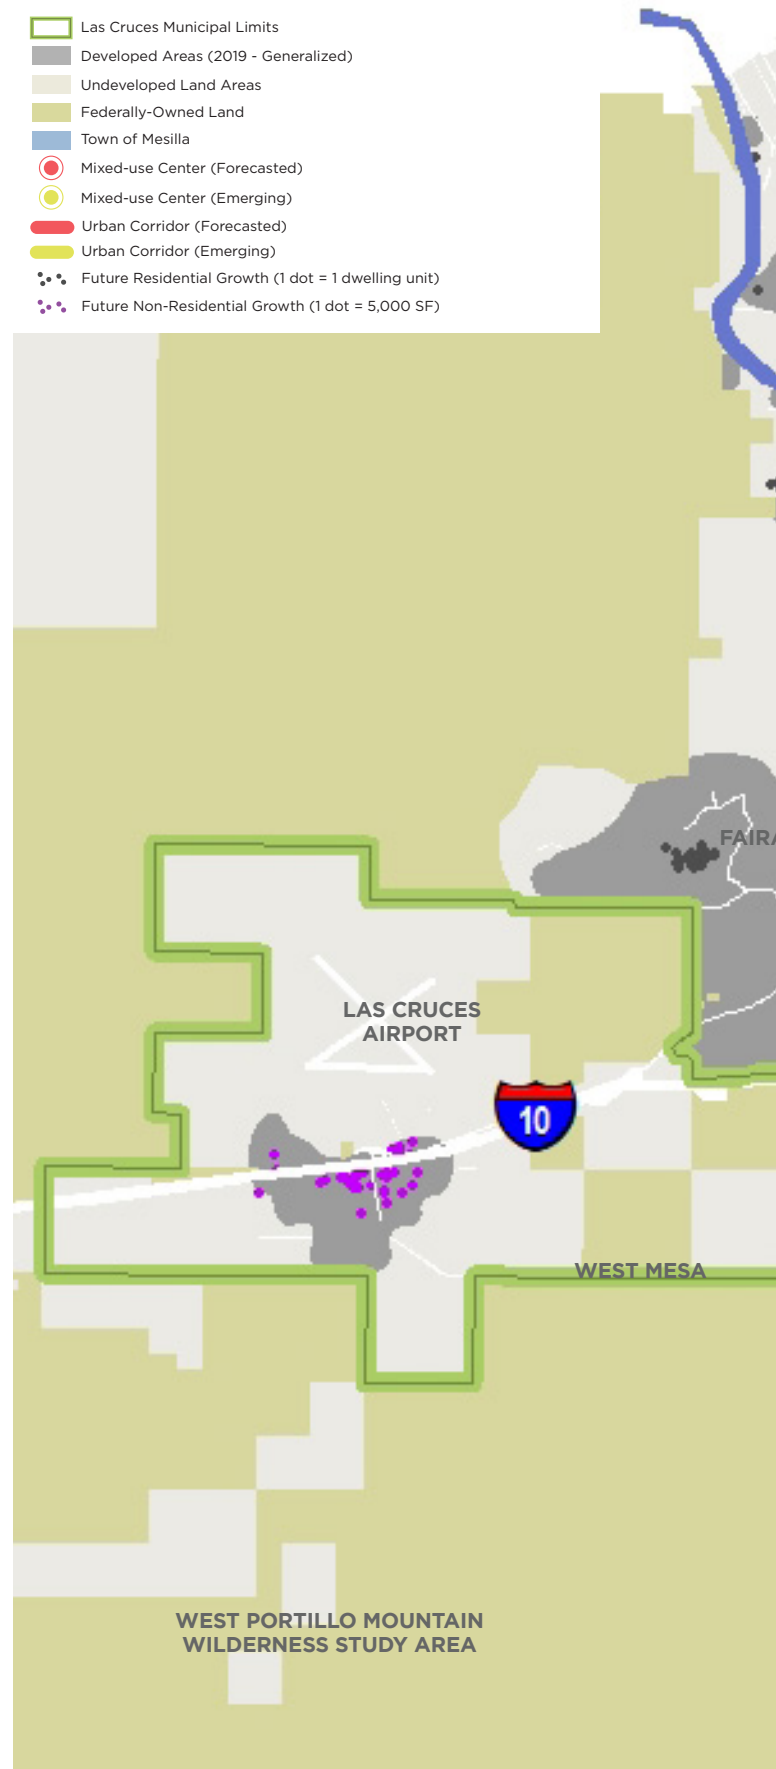 Las Cruces Municipal Limits
Developed Areas (2019 - Generalized)
Undeveloped Land Areas
Federally-Owned Land
Town of Mesilla
Mixed-use Center (Forecasted)
Mixed-use Center (Emerging)
Urban Corridor (Forecasted)
Urban Corridor (Emerging)
Future Residential Growth (1 dot = 1 dwelling unit)
Future Non-Residential Growth (1 dot = 5,000 SF)
FAIRA
LAS CRUCES
AIRPORT
10
WEST MESA
WEST PORTILLO MOUNTAIN
WILDERNESS STUDY AREA